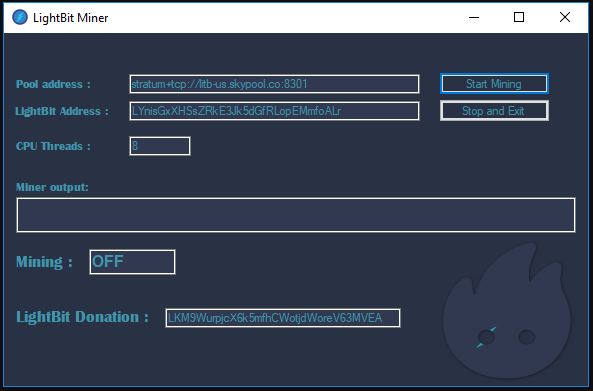 LightBit Miner
Pool address : stratum+tcp://litb-us.skypool.co:8301 Start Mining
LightBit Address : LYnisGxXHSsZRkE3Jk5dGfRLopEMmfoALr Stop and Exit
CPU Threads : 8
Miner output:
Mining : OFF
LightBit Donation : LKM9WurpjcX6k5mfhCWotjdWoreV63MVEA